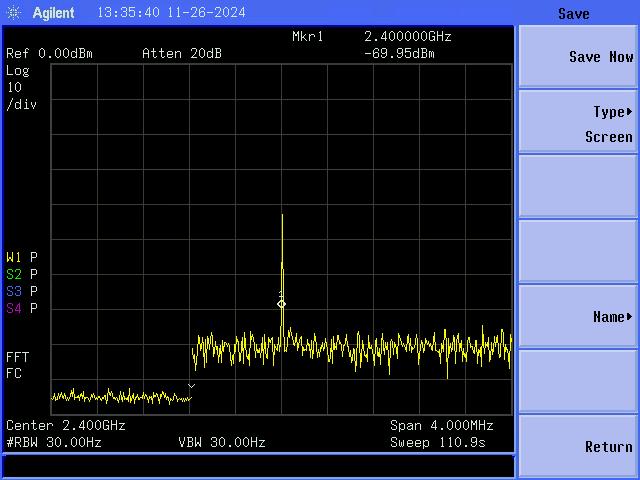 Agilent 13:35:40 11-26-2024 Save
Mkr1 2.400000GHz
Ref 0.00dBm Atten 20dB -69.95dBm
Log
10
/div
1
W1 P
S2 P
S3 P
S4 P
FFT
FC
Center 2.400GHz Span 4.000MHz
#RBW 30.00Hz VBW 30.00Hz Sweep 110.9s
Save Now
Type
Screen
Name
Return